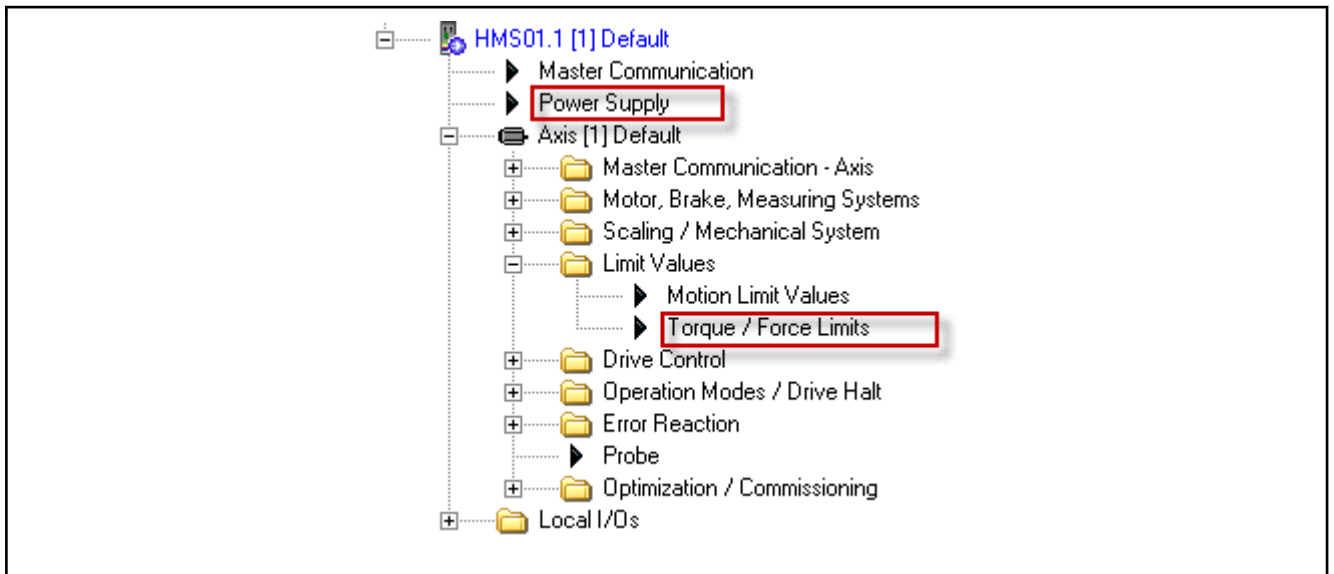 HMS01.1 [1] Default
Master Communication
Power Supply
Axis [1] Default
Master Communication - Axis
Motor, Brake, Measuring Systems
Scaling / Mechanical System
Limit Values
Motion Limit Values
Torque / Force Limits
Drive Control
Operation Modes / Drive Halt
Error Reaction
Probe
Optimization / Commissioning
Local I/Os